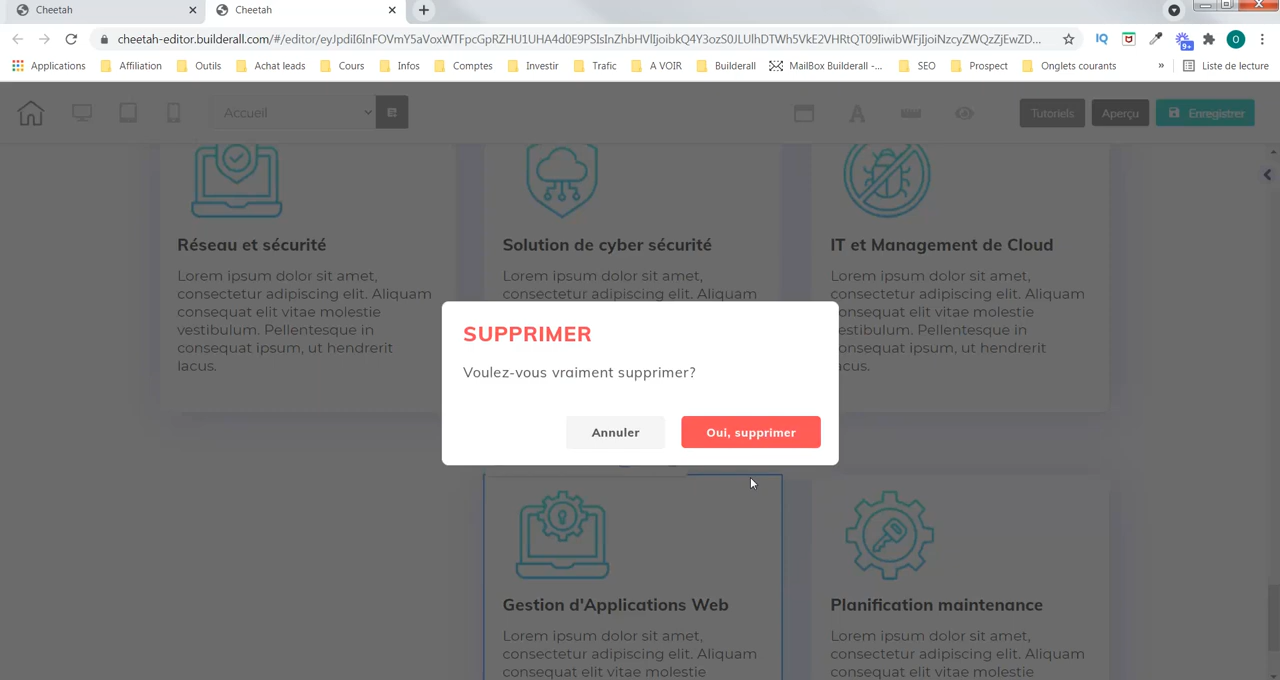 Cheetah
Cheetah
cheetah-editor.builderall.com/#/editor/eyJpdiI6InFOVmY5aVoxWTFpcGpRZHU1UHA4d0E9PSIsInZhbHVlIjoibkQ4Y3ozS0JLUlhDTWh5VkE2VHRtQT09IiwibWFjIjoiNzcyZWQzZjEwZD...
IQ
9+
O
Applications Affiliation Outils Achat leads Cours Infos Comptes Investir Trafic A VOIR Builderall MailBox Builderall -... SEO Prospect Onglets courants » Liste de lecture
Accueil
A
Tutoriels Aperçu Enregistrer
Réseau et sécurité
Lorem ipsum dolor sit amet,
consectetur adipiscing elit. Aliquam
consequat elit vitae molestie
vestibulum. Pellentesque in
consequat ipsum, ut hendrerit
lacus.
Solution de cyber sécurité
Lorem ipsum dolor sit amet,
consectetur adipiscing elit. Aliquam
IT et Management de Cloud
Lorem ipsum dolor sit amet,
consectetur adipiscing elit. Aliquam
consequat elit vitae molestie
vestibulum. Pellentesque in
consequat ipsum, ut hendrerit
lacus.
SUPPRIMER
Voulez-vous vraiment supprimer?
Annuler
Oui, supprimer
Gestion d'Applications Web
Lorem ipsum dolor sit amet,
consectetur adipiscing elit. Aliquam
consequat elit vitae molestie
Planification maintenance
Lorem ipsum dolor sit amet,
consectetur adipiscing elit. Aliquam
consequat elit vitae molestie